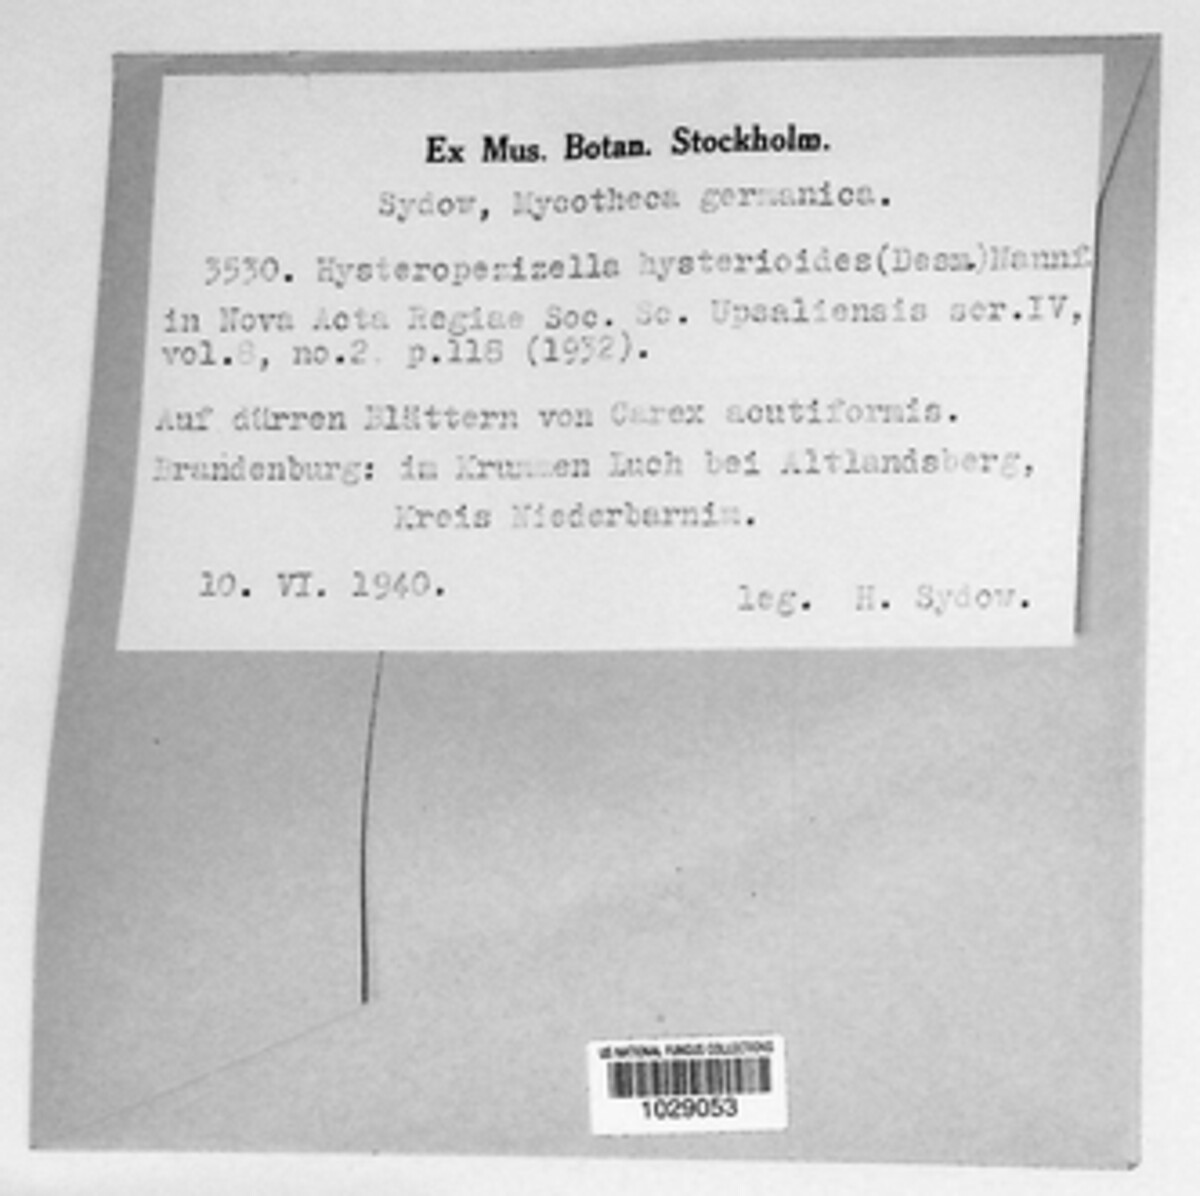 Ex Mus. Botan. Stockholm.
Sydow, Mycotheca germanica.
3530. Hysteropezizella hysterioides(Desm.)Nannf.
in Nova Acta Regiae Soc. Sc. Upsaliensis ser.IV,
vol.8, no.2. p.118 (1932).
Auf dürren Blättern von Carex acutiformis.
Brandenburg: im Krummen Luch bei Altlandsberg,
Kreis Niederbarnim.
10. VI. 1940.
leg. H. Sydow.
US NATIONAL FUNGUS COLLECTIONS
1029053